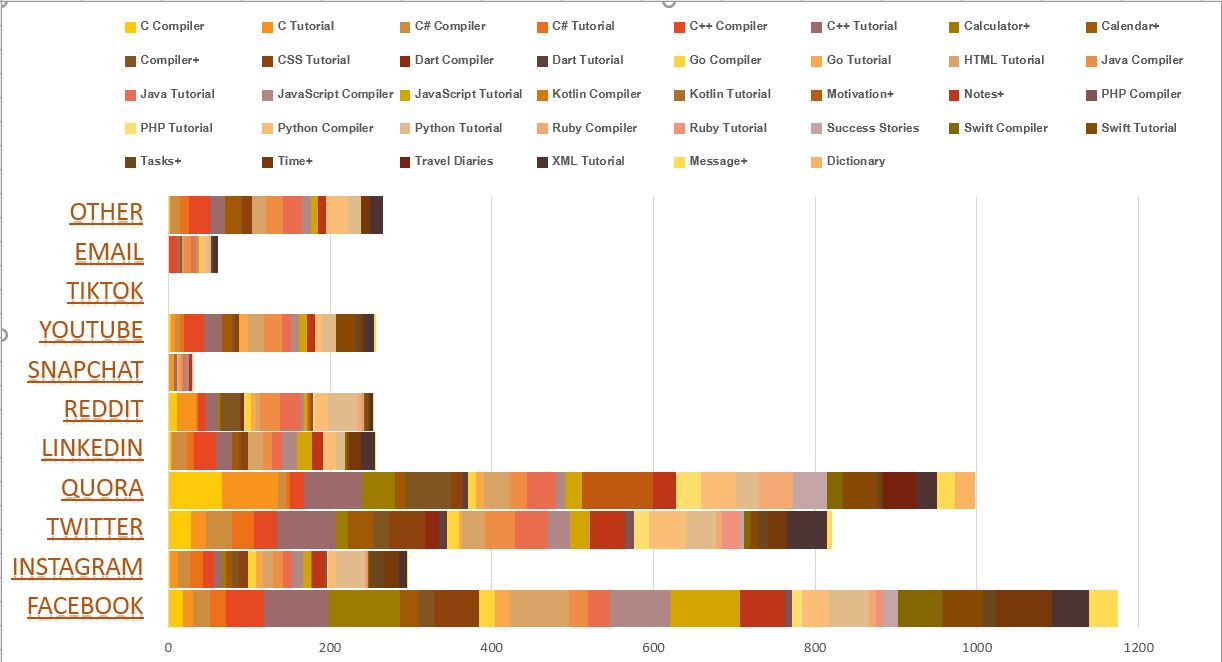 C Compiler C Tutorial C# Compiler C# Tutorial C++ Compiler C++ Tutorial Calculator+ Calendar+
Compiler+ CSS Tutorial Dart Compiler Dart Tutorial Go Compiler Go Tutorial HTML Tutorial Java Compiler
Java Tutorial JavaScript Compiler JavaScript Tutorial Kotlin Compiler Kotlin Tutorial Motivation+ Notes+ PHP Compiler
PHP Tutorial Python Compiler Python Tutorial Ruby Compiler Ruby Tutorial Success Stories Swift Compiler Swift Tutorial
Tasks+ Time+ Travel Diaries XML Tutorial Message+ Dictionary
OTHER
EMAIL
TIKTOK
YOUTUBE
SNAPCHAT
REDDIT
LINKEDIN
QUORA
TWITTER
INSTAGRAM
FACEBOOK
0 200 400 600 800 1000 1200